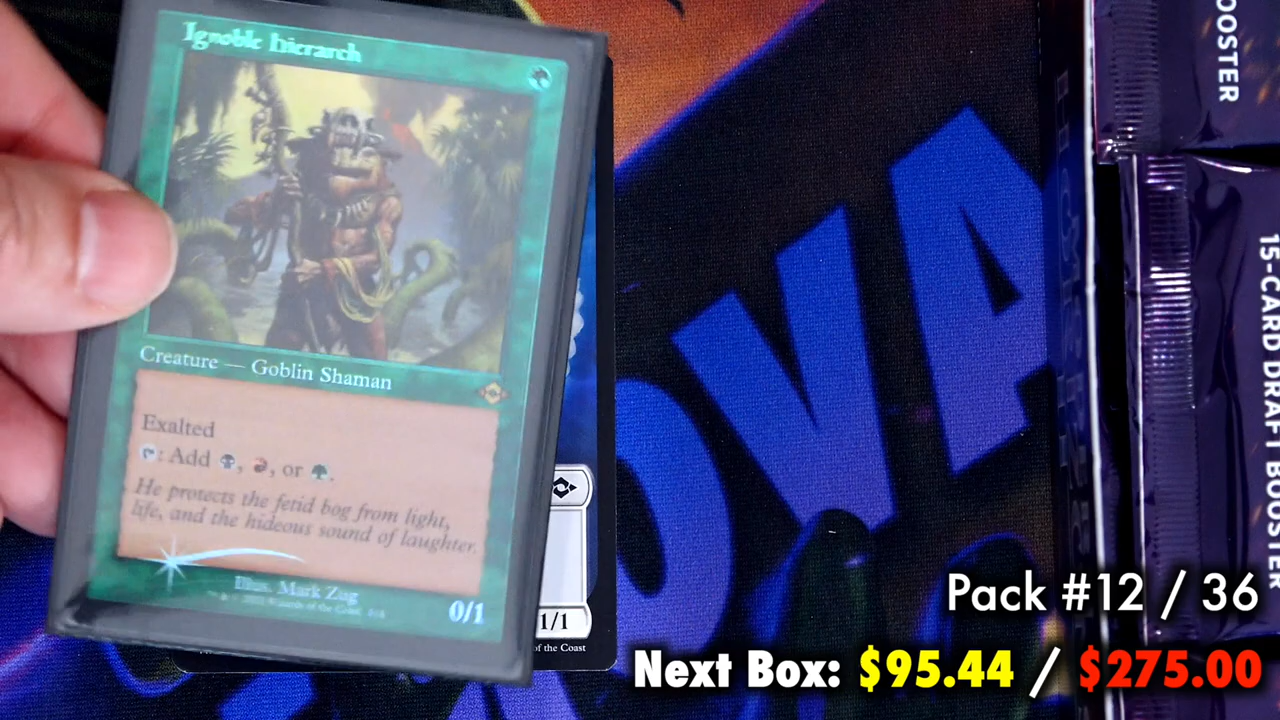 Ignoble Hierarch
Creature — Goblin Shaman
Exalted
: Add , , or .
He protects the fetid bog from light,
life, and the hideous sound of laughter.
Illus. Mark Zug
0/1
1/1
of the Coast
OVA
OOSTER
15-CARD DRAFT BOOSTER
Pack #12 / 36
Next Box: $95.44 / $275.00